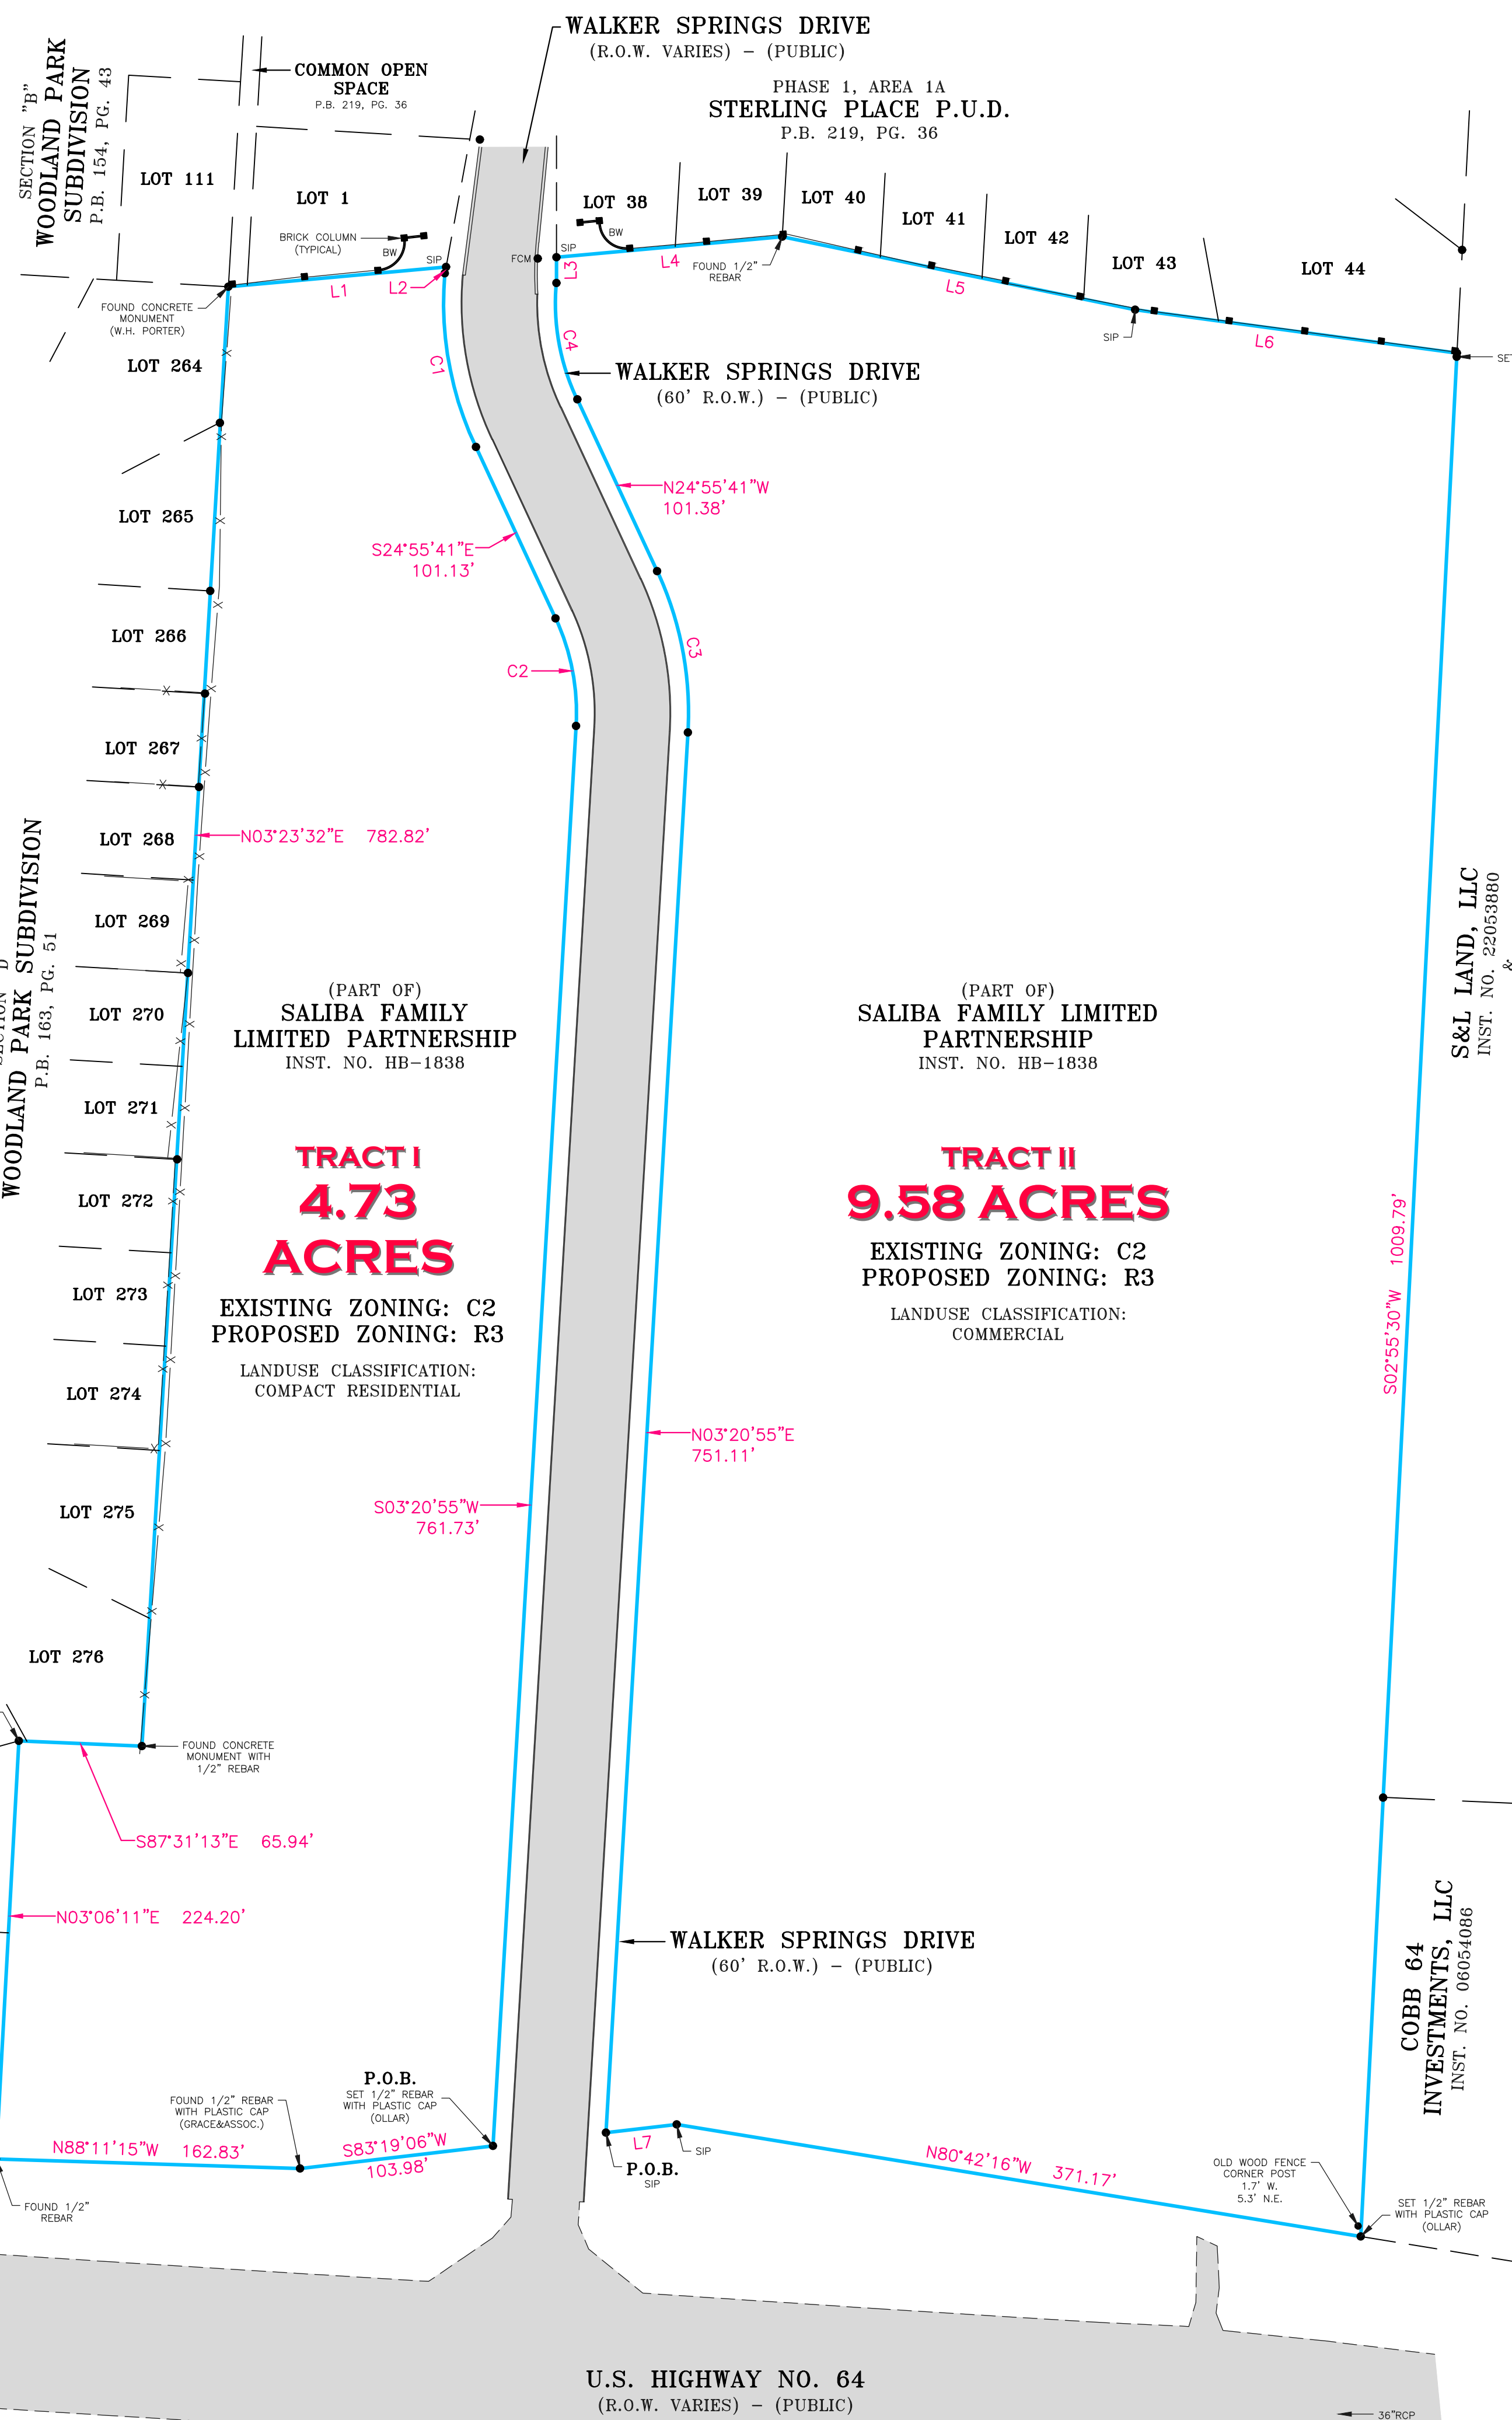 WALKER SPRINGS DRIVE
(R.O.W. VARIES) – (PUBLIC)
SECTION "B"
WOODLAND PARK
SUBDIVISION
P.B. 154, PG. 43
COMMON OPEN
SPACE
P.B. 219, PG. 36
PHASE 1, AREA 1A
STERLING PLACE P.U.D.
P.B. 219, PG. 36
LOT 111
LOT 1
LOT 38
LOT 39
LOT 40
LOT 41
LOT 42
LOT 43
LOT 44
BRICK COLUMN
(TYPICAL)
BW
SIP
FCM
SIP
BW
L1
L2
L3
L4
FOUND 1/2"
REBAR
L5
L6
SIP
SET
FOUND CONCRETE
MONUMENT
(W.H. PORTER)
C1
C4
WALKER SPRINGS DRIVE
(60' R.O.W.) – (PUBLIC)
LOT 264
LOT 265
N24°55'41"W
101.38'
S24°55'41"E
101.13'
LOT 266
C2
C3
LOT 267
LOT 268
N03°23'32"E 782.82'
LOT 269
LOT 270
LOT 271
LOT 272
LOT 273
LOT 274
LOT 275
LOT 276
WOODLAND PARK SUBDIVISION
P.B. 163, PG. 51
(PART OF)
SALIBA FAMILY
LIMITED PARTNERSHIP
INST. NO. HB-1838
TRACT I
4.73
ACRES
EXISTING ZONING: C2
PROPOSED ZONING: R3
LANDUSE CLASSIFICATION:
COMPACT RESIDENTIAL
(PART OF)
SALIBA FAMILY LIMITED
PARTNERSHIP
INST. NO. HB-1838
TRACT II
9.58 ACRES
EXISTING ZONING: C2
PROPOSED ZONING: R3
LANDUSE CLASSIFICATION:
COMMERCIAL
S&L LAND, LLC
INST. NO. 22053880
&
S02°55'30"W 1009.79'
N03°20'55"E
751.11'
S03°20'55"W
761.73'
FOUND CONCRETE
MONUMENT WITH
1/2" REBAR
S87°31'13"E 65.94'
N03°06'11"E 224.20'
WALKER SPRINGS DRIVE
(60' R.O.W.) – (PUBLIC)
COBB 64
INVESTMENTS, LLC
INST. NO. 06054086
P.O.B.
SET 1/2" REBAR
WITH PLASTIC CAP
(OLLAR)
FOUND 1/2" REBAR
WITH PLASTIC CAP
(GRACE&ASSOC.)
N88°11'15"W 162.83'
S83°19'06"W
103.98'
FOUND 1/2"
REBAR
L7
P.O.B.
SIP
SIP
N80°42'16"W 371.17'
OLD WOOD FENCE
CORNER POST
1.7' W.
5.3' N.E.
SET 1/2" REBAR
WITH PLASTIC CAP
(OLLAR)
U.S. HIGHWAY NO. 64
(R.O.W. VARIES) – (PUBLIC)
36"RCP